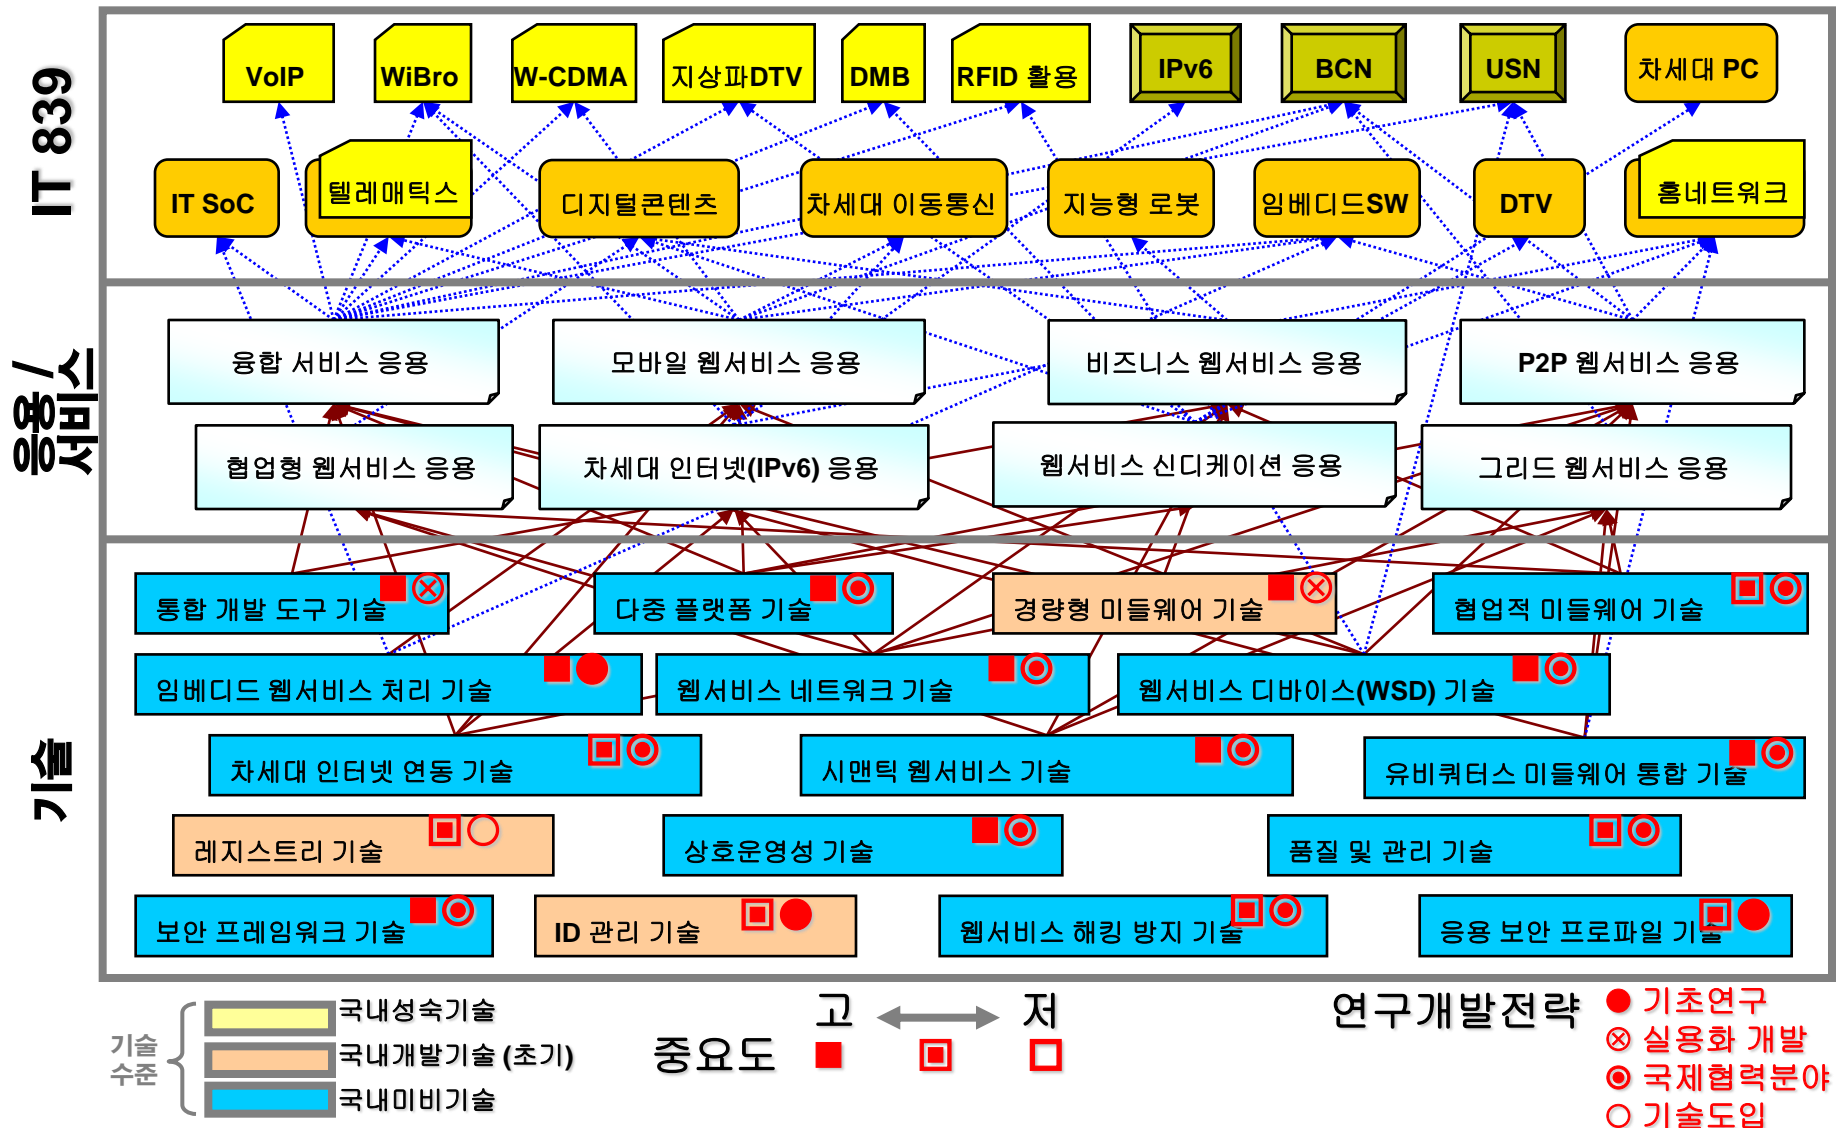 IT 839
VoIP
WiBro
W-CDMA
지상파DTV
DMB
RFID 활용
IPv6
BCN
USN
차세대 PC
IT SoC
텔레매틱스
디지털콘텐츠
차세대 이동통신
지능형 로봇
임베디드SW
DTV
홈네트워크
응용 /
서비스
융합 서비스 응용
모바일 웹서비스 응용
비즈니스 웹서비스 응용
P2P 웹서비스 응용
협업형 웹서비스 응용
차세대 인터넷(IPv6) 응용
웹서비스 신디케이션 응용
그리드 웹서비스 응용
기술
통합 개발 도구 기술
다중 플랫폼 기술
경량형 미들웨어 기술
협업적 미들웨어 기술
임베디드 웹서비스 처리 기술
웹서비스 네트워크 기술
웹서비스 디바이스(WSD) 기술
차세대 인터넷 연동 기술
시맨틱 웹서비스 기술
유비쿼터스 미들웨어 통합 기술
레지스트리 기술
상호운영성 기술
품질 및 관리 기술
보안 프레임워크 기술
ID 관리 기술
웹서비스 해킹 방지 기술
응용 보안 프로파일 기술
기술
수준
국내성숙기술
국내개발기술 (초기)
국내미비기술
고
저
중요도
연구개발전략
기초연구
실용화 개발
국제협력분야
기술도입